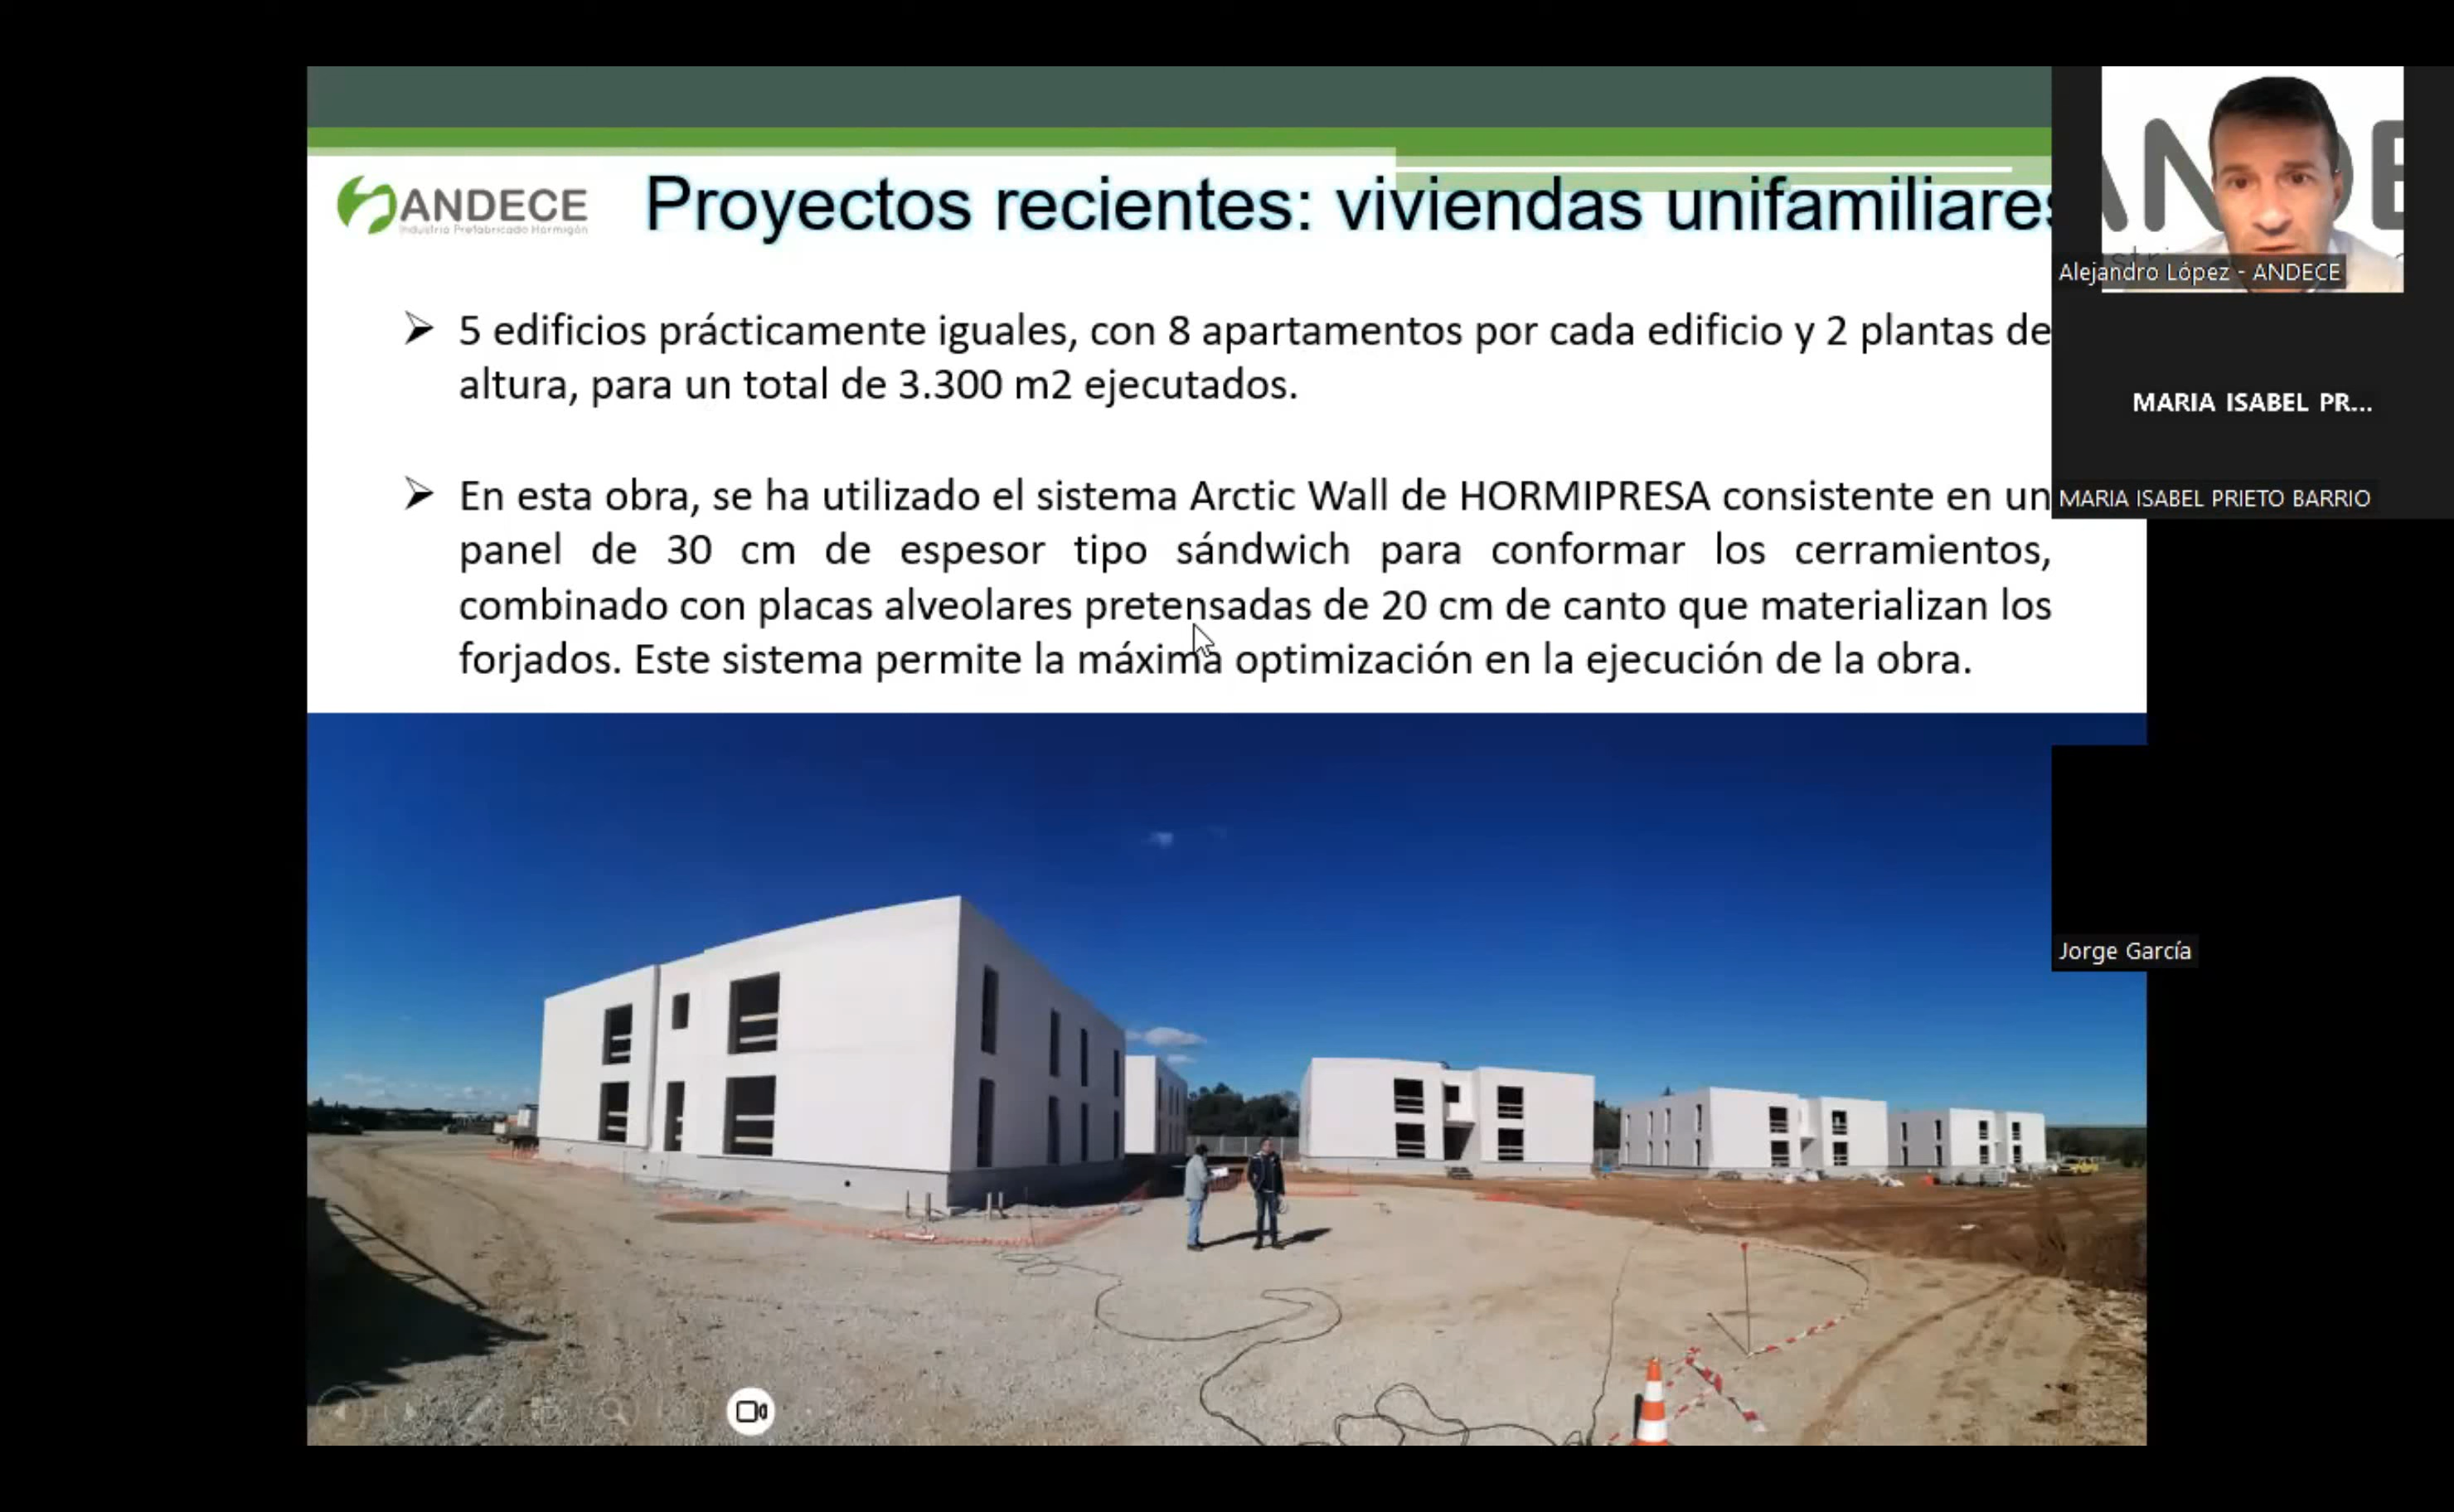 ANDECE
Industria Prefabricado Hormigón
Proyectos recientes: viviendas unifamiliares
➢ 5 edificios prácticamente iguales, con 8 apartamentos por cada edificio y 2 plantas de
altura, para un total de 3.300 m2 ejecutados.
➢ En esta obra, se ha utilizado el sistema Arctic Wall de HORMIPRESA consistente en un
panel de 30 cm de espesor tipo sándwich para conformar los cerramientos,
combinado con placas alveolares pretensadas de 20 cm de canto que materializan los
forjados. Este sistema permite la máxima optimización en la ejecución de la obra.
Alejandro López - ANDECE
MARIA ISABEL PR...
MARIA ISABEL PRIETO BARRIO
Jorge García